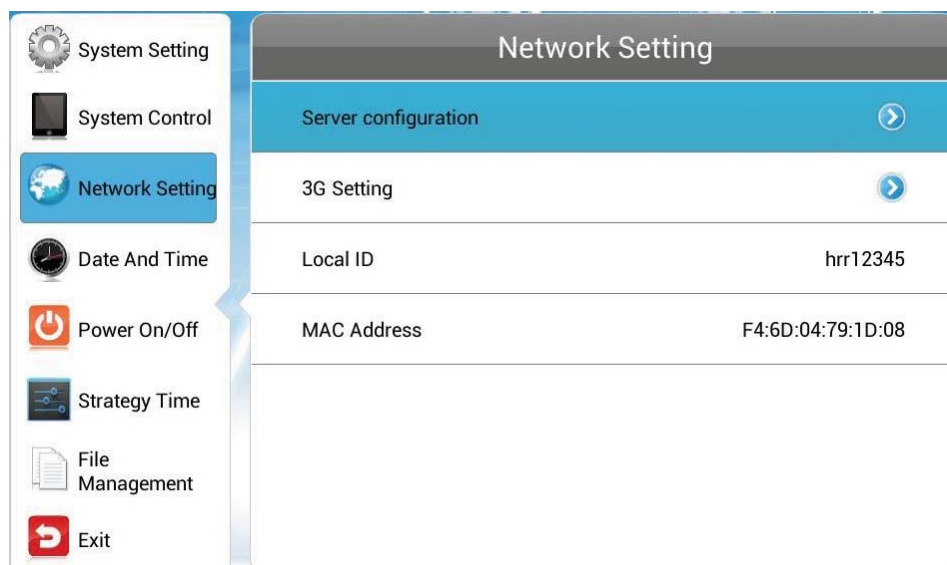 System Setting
System Control
Network Setting
Date And Time
Power On/Off
Strategy Time
File
Management
Exit
Network Setting
Server configuration
3G Setting
Local ID hrr12345
MAC Address F4:6D:04:79:1D:08